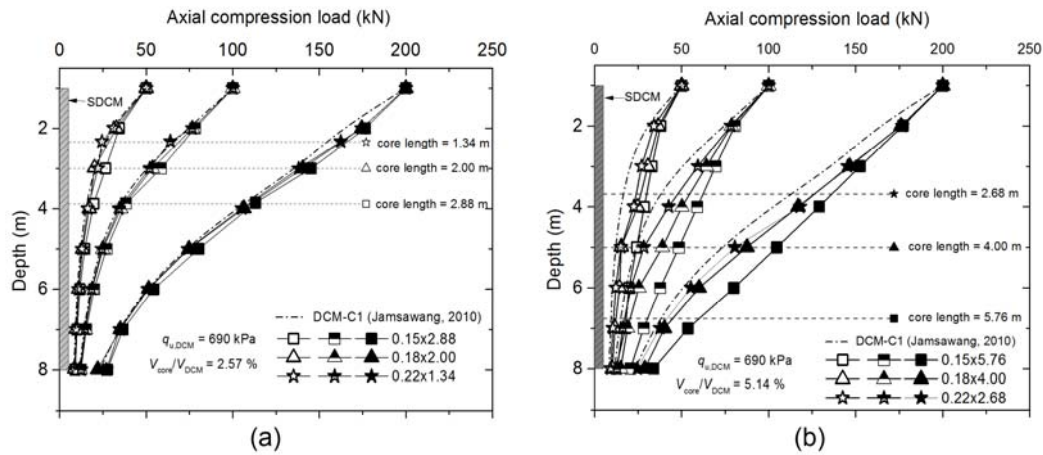 Axial compression load (kN)
0 50 100 150 200 250
Depth (m)
2
4
6
8
SDCM
core length = 1.34 m
core length = 2.00 m
core length = 2.88 m
DCM-C1 (Jamsawang, 2010)
0.15x2.88
0.18x2.00
0.22x1.34
qu,DCM = 690 kPa
Vcore/VDCM = 2.57 %
(a)
Axial compression load (kN)
0 50 100 150 200 250
Depth (m)
2
4
6
8
SDCM
core length = 2.68 m
core length = 4.00 m
core length = 5.76 m
DCM-C1 (Jamsawang, 2010)
0.15x5.76
0.18x4.00
0.22x2.68
qu,DCM = 690 kPa
Vcore/VDCM = 5.14 %
(b)